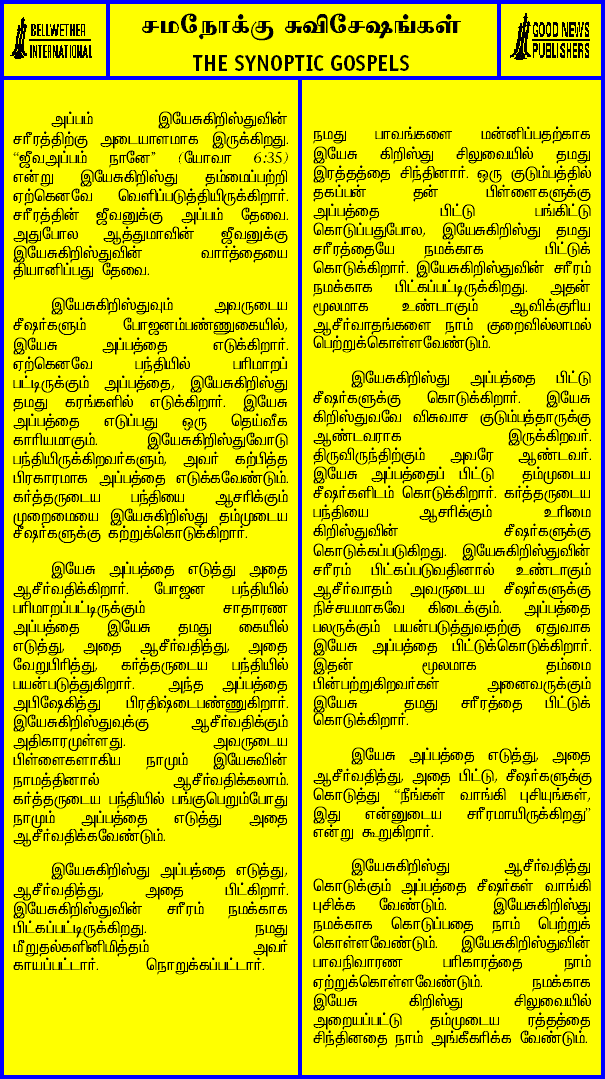 BELLWETHER
INTERNATIONAL
சமநோக்கு சுவிசேஷங்கள்
THE SYNOPTIC GOSPELS
GOOD NEWS
PUBLISHERS
அப்பம் இயேசுகிறிஸ்துவின்
சரீரத்திற்கு அடையாளமாக இருக்கிறது.
“ஜீவஅப்பம் நானே” (யோவா 6:35)
என்று இயேசுகிறிஸ்து தம்மைப்பற்றி
ஏற்கெனவே வெளிப்படுத்தியிருக்கிறார்.
சரீரத்தின் ஜீவனுக்கு அப்பம் தேவை.
அதுபோல ஆத்துமாவின் ஜீவனுக்கு
இயேசுகிறிஸ்துவின் வார்த்தையை
தியானிப்பது தேவை.
இயேசுகிறிஸ்துவும் அவருடைய
சீஷர்களும் போஜனம்பண்ணுகையில்,
இயேசு அப்பத்தை எடுக்கிறார்.
ஏற்கெனவே பந்தியில் பரிமாறப்
பட்டிருக்கும் அப்பத்தை, இயேசுகிறிஸ்து
தமது கரங்களில் எடுக்கிறார். இயேசு
அப்பத்தை எடுப்பது ஒரு தெய்வீக
காரியமாகும். இயேசுகிறிஸ்துவோடு
பந்தியிருக்கிறவர்களும், அவர் கற்பித்த
பிரகாரமாக அப்பத்தை எடுக்கவேண்டும்.
கர்த்தருடைய பந்தியை ஆசரிக்கும்
முறைமையை இயேசுகிறிஸ்து தம்முடைய
சீஷர்களுக்கு கற்றுக்கொடுக்கிறார்.
இயேசு அப்பத்தை எடுத்து அதை
ஆசீர்வதிக்கிறார். போஜன பந்தியில்
பரிமாறப்பட்டிருக்கும் சாதாரண
அப்பத்தை இயேசு தமது கையில்
எடுத்து, அதை ஆசீர்வதித்து, அதை
வேறுபிரித்து, கர்த்தருடைய பந்தியில்
பயன்படுத்துகிறார். அந்த அப்பத்தை
அபிஷேகித்து பிரதிஷ்டைபண்ணுகிறார்.
இயேசுகிறிஸ்துவுக்கு ஆசீர்வதிக்கும்
அதிகாரமுள்ளது. அவருடைய
பிள்ளைகளாகிய நாமும் இயேசுவின்
நாமத்தினால் ஆசீர்வதிக்கலாம்.
கர்த்தருடைய பந்தியில் பங்குபெறும்போது
நாமும் அப்பத்தை எடுத்து அதை
ஆசீர்வதிக்கவேண்டும்.
இயேசுகிறிஸ்து அப்பத்தை எடுத்து,
ஆசீர்வதித்து, அதை பிட்கிறார்.
இயேசுகிறிஸ்துவின் சரீரம் நமக்காக
பிட்கப்பட்டிருக்கிறது. நமது
மீறுதல்களினிமித்தம் அவர்
காயப்பட்டார். நொறுக்கப்பட்டார்.
நமது பாவங்களை மன்னிப்பதற்காக
இயேசு கிறிஸ்து சிலுவையில் தமது
இரத்தத்தை சிந்தினார். ஒரு குடும்பத்தில்
தகப்பன் தன் பிள்ளைகளுக்கு
அப்பத்தை பிட்டு பங்கிட்டு
கொடுப்பதுபோல, இயேசுகிறிஸ்து தமது
சரீரத்தையே நமக்காக பிட்டுக்
கொடுக்கிறார். இயேசுகிறிஸ்துவின் சரீரம்
நமக்காக பிட்கப்பட்டிருக்கிறது. அதன்
மூலமாக உண்டாகும் ஆவிக்குரிய
ஆசீர்வாதங்களை நாம் குறைவில்லாமல்
பெற்றுக்கொள்ளவேண்டும்.
இயேசுகிறிஸ்து அப்பத்தை பிட்டு
சீஷர்களுக்கு கொடுக்கிறார். இயேசு
கிறிஸ்துவவே விசுவாச குடும்பத்தாருக்கு
ஆண்டவராக இருக்கிறவர்.
திருவிருந்திற்கும் அவரே ஆண்டவர்.
இயேசு அப்பத்தைப் பிட்டு தம்முடைய
சீஷர்களிடம் கொடுக்கிறார். கர்த்தருடைய
பந்தியை ஆசரிக்கும் உரிமை
கிறிஸ்துவின் சீஷர்களுக்கு
கொடுக்கப்படுகிறது. இயேசுகிறிஸ்துவின்
சரீரம் பிட்கப்படுவதினால் உண்டாகும்
ஆசீர்வாதம் அவருடைய சீஷர்களுக்கு
நிச்சயமாகவே கிடைக்கும். அப்பத்தை
பலருக்கும் பயன்படுத்துவதற்கு ஏதுவாக
இயேசு அப்பத்தை பிட்டுக்கொடுக்கிறார்.
இதன் மூலமாக தம்மை
பின்பற்றுகிறவர்கள் அனைவருக்கும்
இயேசு தமது சரீரத்தை பிட்டுக்
கொடுக்கிறார்.
இயேசு அப்பத்தை எடுத்து, அதை
ஆசீர்வதித்து, அதை பிட்டு, சீஷர்களுக்கு
கொடுத்து “நீங்கள் வாங்கி புசியுங்கள்,
இது என்னுடைய சரீரமாயிருக்கிறது”
என்று கூறுகிறார்.
இயேசுகிறிஸ்து ஆசீர்வதித்து
கொடுக்கும் அப்பத்தை சீஷர்கள் வாங்கி
புசிக்க வேண்டும். இயேசுகிறிஸ்து
நமக்காக கொடுப்பதை நாம் பெற்றுக்
கொள்ளவேண்டும். இயேசுகிறிஸ்துவின்
பாவநிவாரண பரிகாரத்தை நாம்
ஏற்றுக்கொள்ளவேண்டும். நமக்காக
இயேசு கிறிஸ்து சிலுவையில்
அறையப்பட்டு தம்முடைய ரத்தத்தை
சிந்தினதை நாம் அங்கீகரிக்க வேண்டும்.